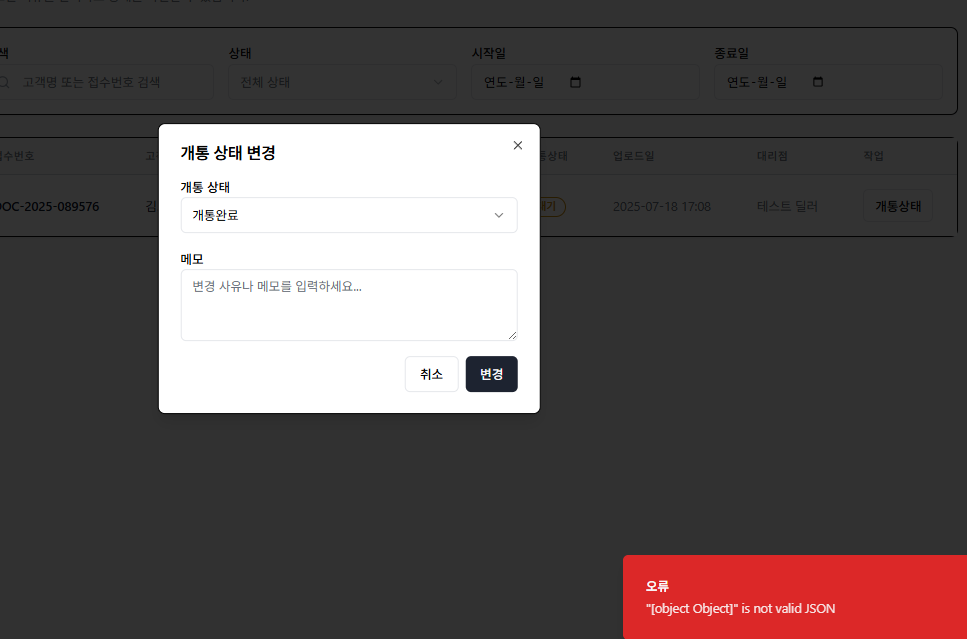 상태
시작일
종료일
고객명 또는 접수번호 검색
전체 상태
연도-월-일
연도-월-일
개통 상태 변경
개통 상태
개통완료
메모
변경 사유나 메모를 입력하세요...
취소
변경
업로드일
대리점
작업
OC-2025-089576
2025-07-18 17:08
테스트 딜러
개통상태
오류
"[object Object]" is not valid JSON